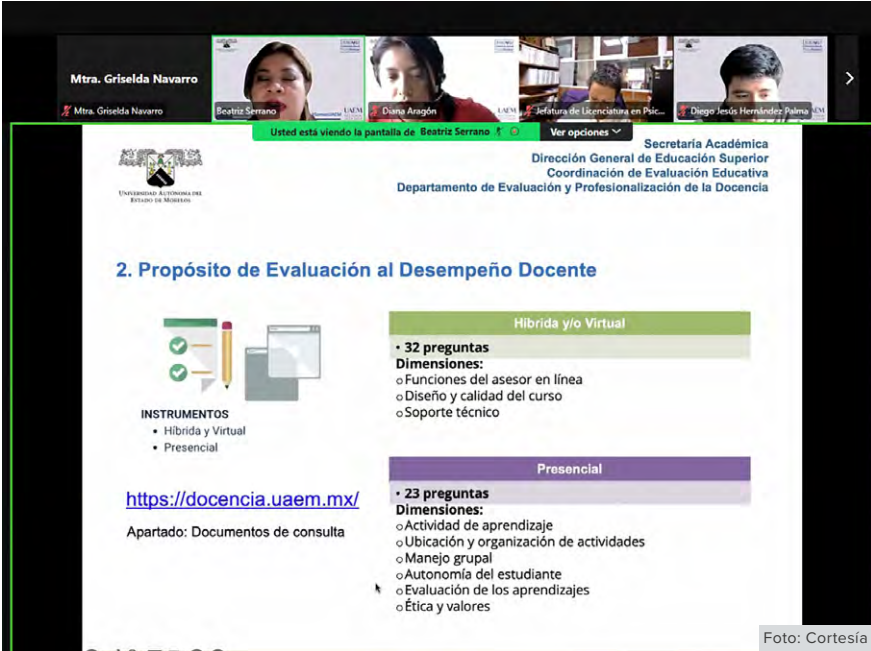 Mtra. Griselda Navarro
Mtra. Griselda Navarro
Beatriz Serrano
UAEM
Diana Aragón
UAEM
Jefatura de Licenciatura en Psic...
Diego Jesús Hernández Palma
Usted está viendo la pantalla de Beatriz Serrano
Ver opciones
UNIVERSIDAD AUTÓNOMA DEL
ESTADO DE MORELOS
Secretaría Académica
Dirección General de Educación Superior
Coordinación de Evaluación Educativa
Departamento de Evaluación y Profesionalización de la Docencia
2. Propósito de Evaluación al Desempeño Docente
INSTRUMENTOS
• Híbrida y Virtual
• Presencial
https://docencia.uaem.mx/
Apartado: Documentos de consulta
Híbrida y/o Virtual
• 32 preguntas
Dimensiones:
o Funciones del asesor en línea
o Diseño y calidad del curso
o Soporte técnico
Presencial
• 23 preguntas
Dimensiones:
o Actividad de aprendizaje
o Ubicación y organización de actividades
o Manejo grupal
o Autonomía del estudiante
o Evaluación de los aprendizajes
o Ética y valores
Foto: Cortesía